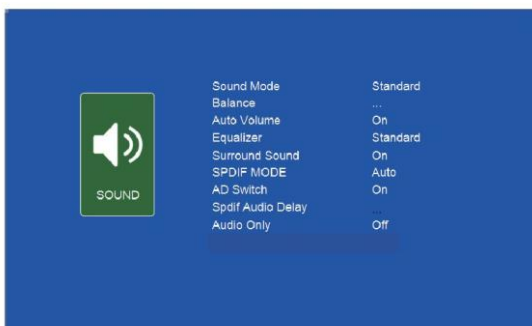 Sound Mode Standard
Balance ...
Auto Volume On
Equalizer Standard
Surround Sound On
SPDIF MODE Auto
AD Switch On
SOUND
Spdif Audio Delay ...
Audio Only Off